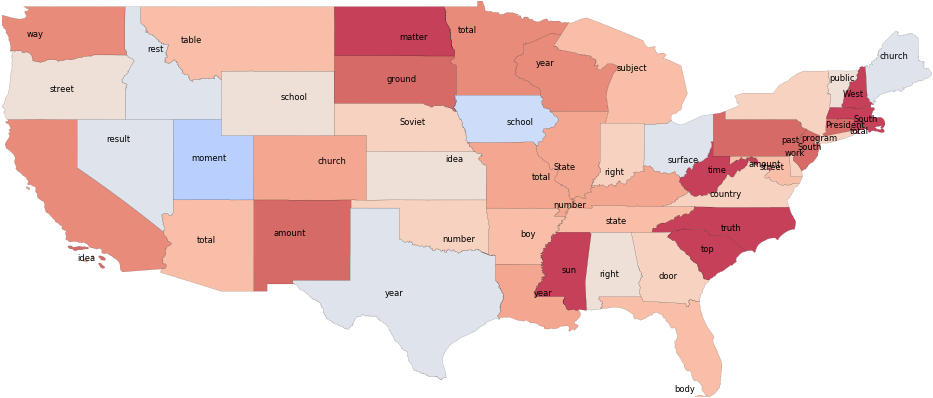 way
rest
table
matter
total
street
school
ground
year
subject
church
public
West
Soviet
school
South
President
total
program
past
South
work
result
moment
church
idea
State
total
right
surface
time
amount
street
country
number
idea
total
amount
number
boy
state
truth
top
sun
right
door
year
year
body